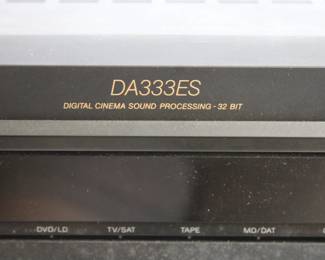 DA333ES
DIGITAL CINEMA SOUND PROCESSING - 32 BIT
DVD/LD TV/SAT TAPE MD/DAT